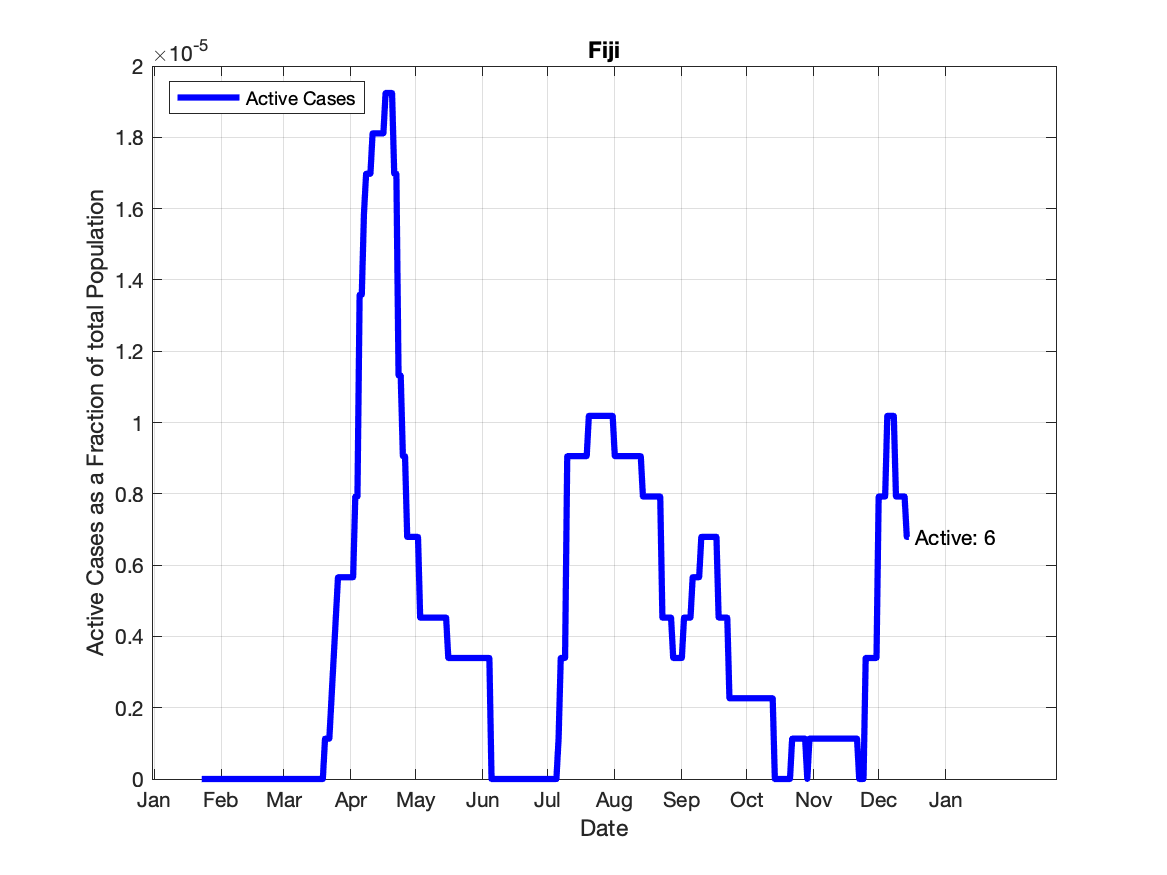 Fiji
×10-5
Active Cases
2
1.8
1.6
1.4
1.2
1
0.8
0.6
0.4
0.2
0
Active Cases as a Fraction of total Population
Active: 6
Jan Feb Mar Apr May Jun Jul Aug Sep Oct Nov Dec Jan
Date